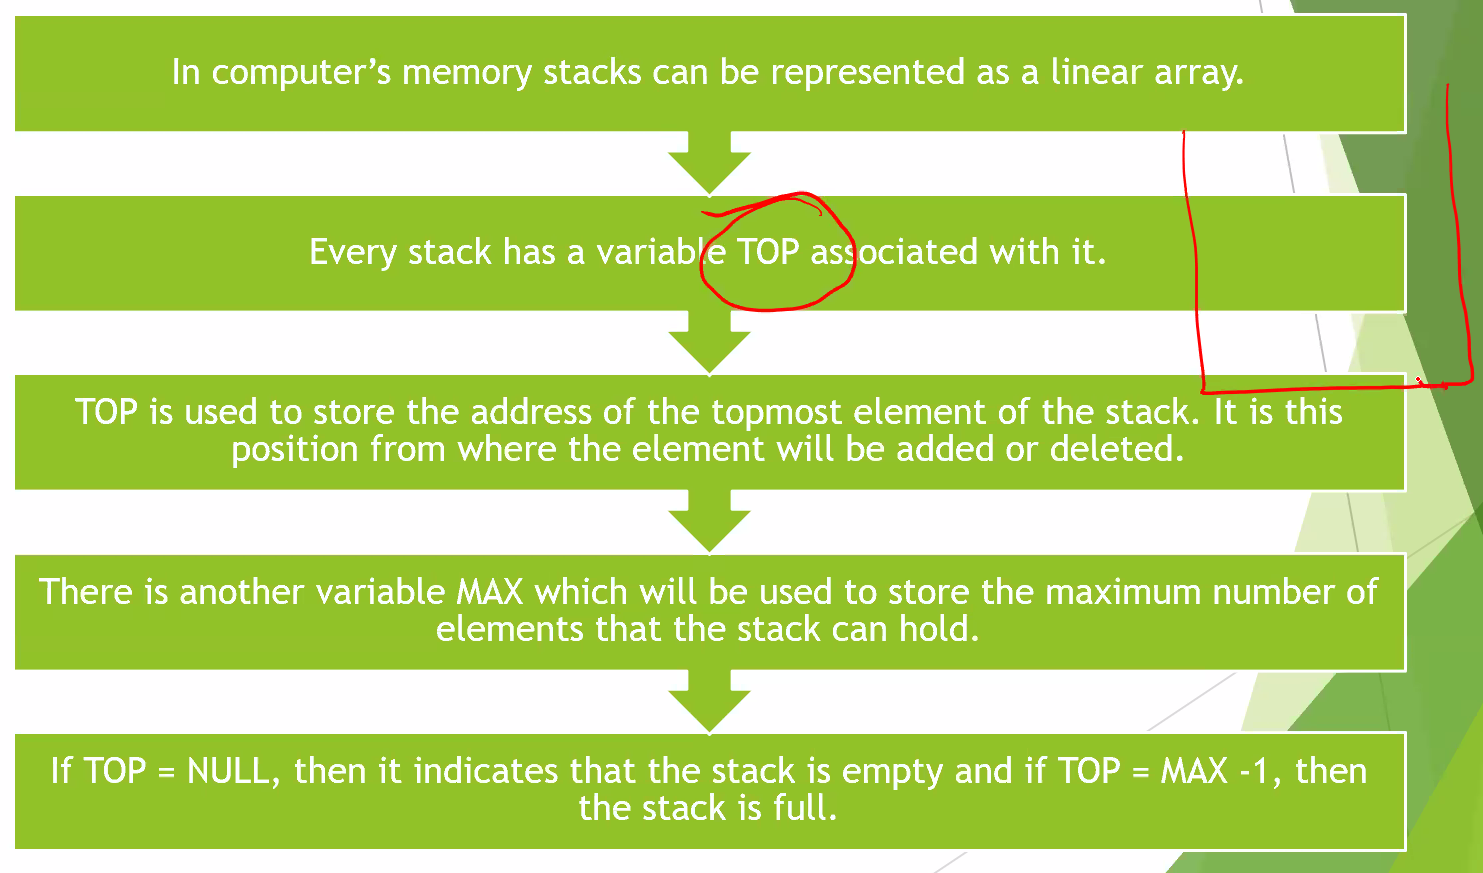 In computer’s memory stacks can be represented as a linear array.
Every stack has a variable TOP associated with it.
TOP is used to store the address of the topmost element of the stack. It is this
position from where the element will be added or deleted.
There is another variable MAX which will be used to store the maximum number of
elements that the stack can hold.
If TOP = NULL, then it indicates that the stack is empty and if TOP = MAX -1, then
the stack is full.